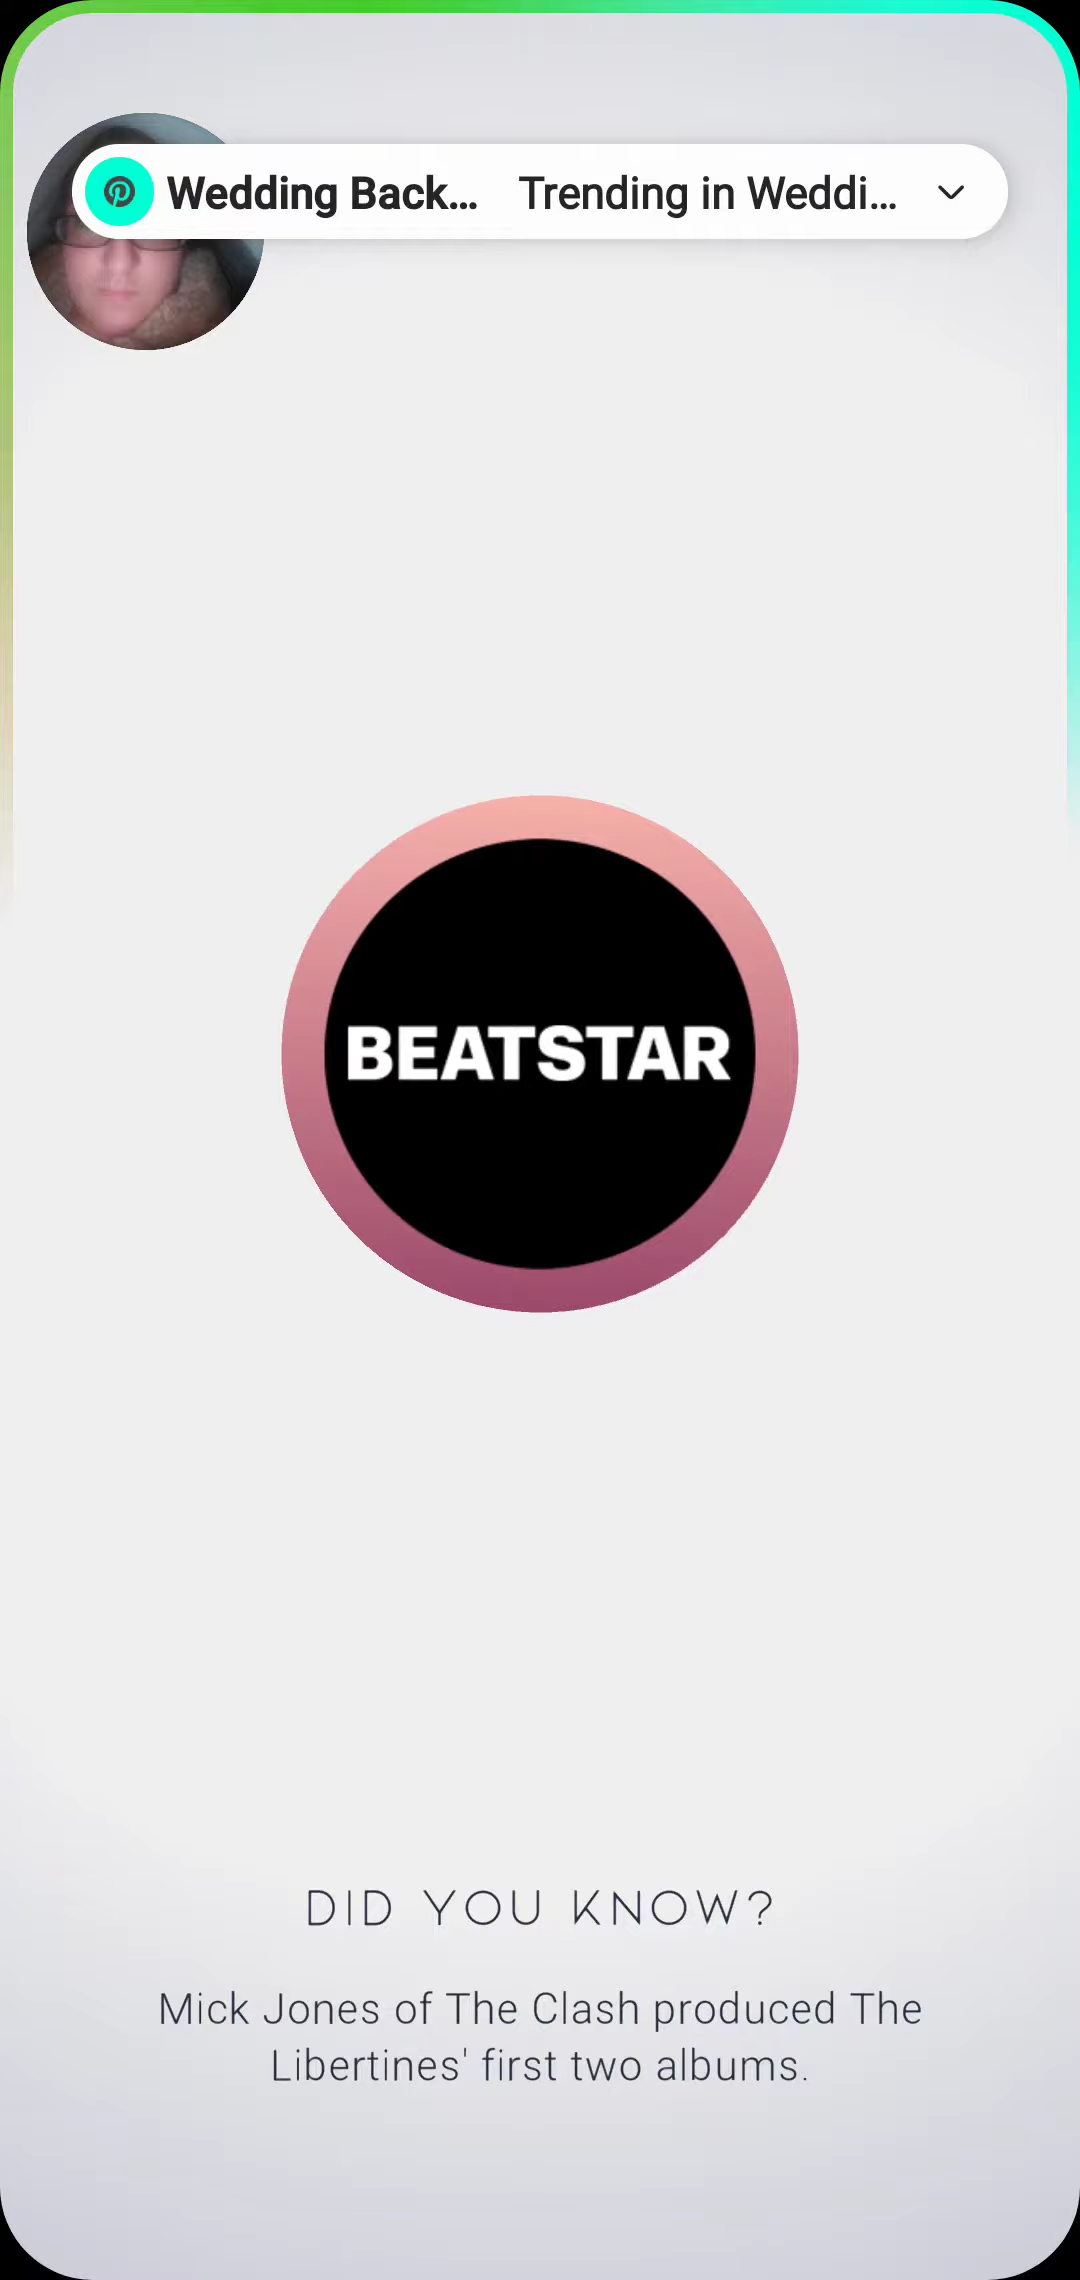 Wedding Back... Trending in Weddi...
BEATSTAR
DID YOU KNOW?
Mick Jones of The Clash produced The
Libertines' first two albums.